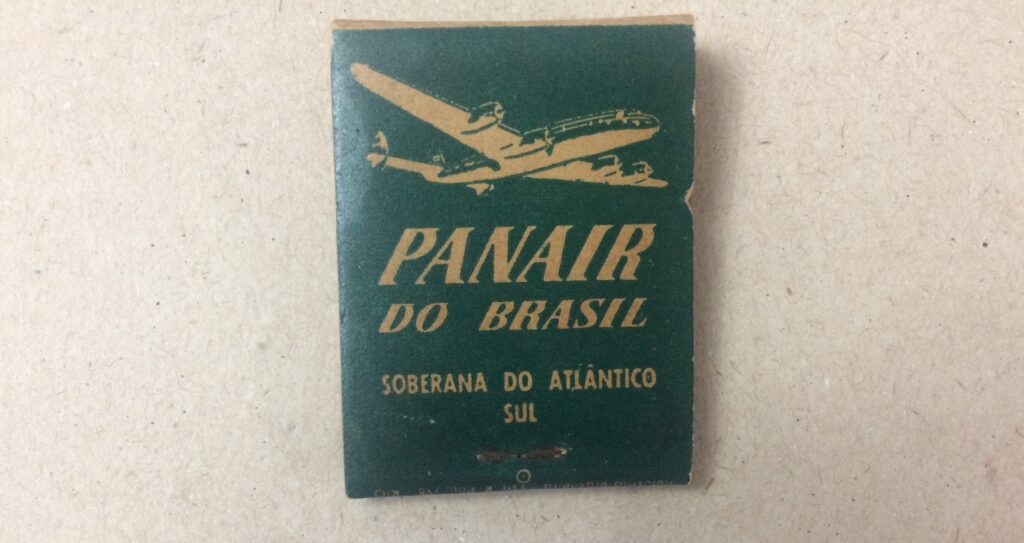 PANAIR
DO BRASIL
SOBERANA DO ATLÂNTICO
SUL